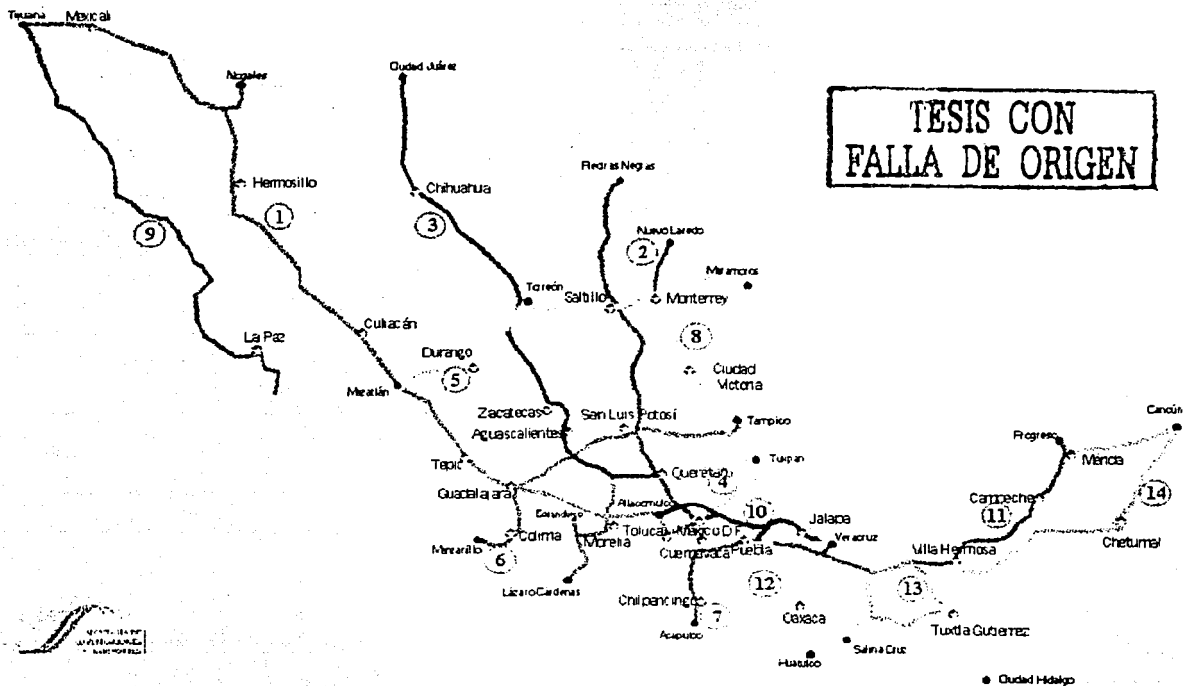 Tijuana
Mexicali
Nogales
Ciudad Juárez
TESIS CON
FALLA DE ORIGEN
Piedras Negras
Hermosillo
Chihuahua
1
3
9
2
Nuevo Laredo
Matamoros
Torreón
Saltillo
Monterrey
Culiacán
8
La Paz
Durango
5
Ciudad
Victoria
Mazatlán
Zacatecas
San Luis Potosí
Tampico
Cancún
Aguascalientes
Progreso
Mérida
Tepic
Tuxpan
Querétaro
4
Guadalajara
14
Campeche
11
Atlacomulco
10
Jalapa
Colima
Morelia
Toluca
México D.F.
Veracruz
Chetumal
Manzanillo
6
Cuernavaca
Puebla
Villa Hermosa
12
13
Lázaro Cárdenas
Chilpancingo
7
Oaxaca
Tuxtla Gutierrez
Acapulco
Salina Cruz
Huatulco
Ciudad Hidalgo